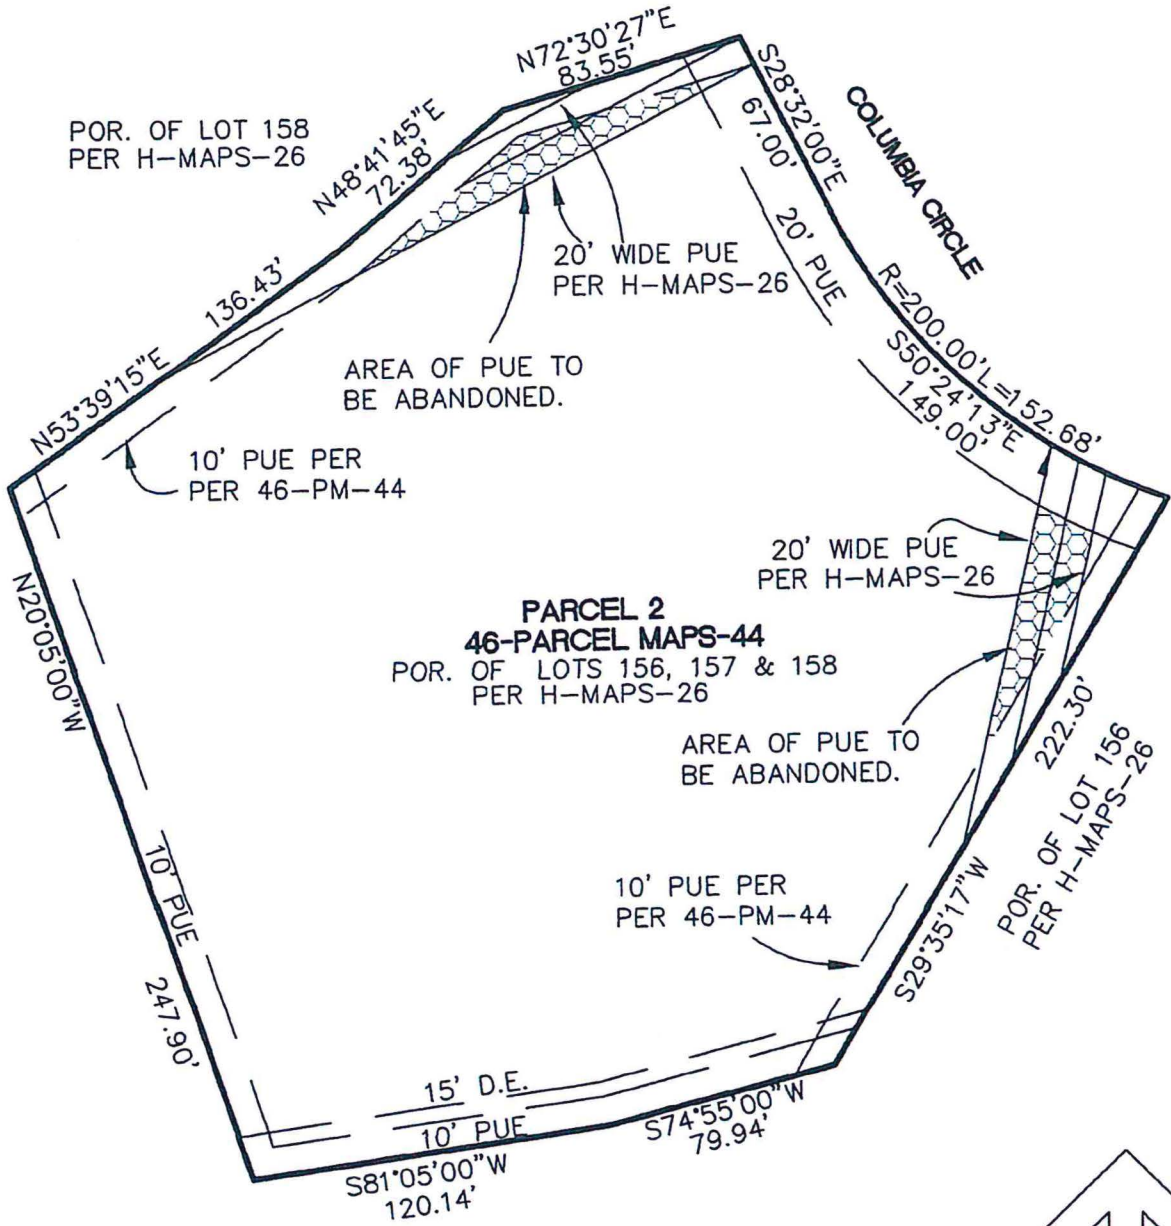 N72°30'27"E
83.55'
S28°32'00"E
67.00'
COLUMBIA CIRCLE
POR. OF LOT 158
PER H-MAPS-26
N48°41'45"E
72.38'
20' WIDE PUE
PER H-MAPS-26
20' PUE
136.43'
N53°39'15"E
R=200.00' L=152.68'
S50°24'13"E
149.00'
AREA OF PUE TO
BE ABANDONED.
10' PUE PER
PER 46-PM-44
20' WIDE PUE
PER H-MAPS-26
N20°05'00"W
247.90'
PARCEL 2
46-PARCEL MAPS-44
POR. OF LOTS 156, 157 & 158
PER H-MAPS-26
AREA OF PUE TO
BE ABANDONED.
222.30'
S29°35'17"W
POR. OF LOT 156
PER H-MAPS-26
10' PUE
10' PUE PER
PER 46-PM-44
15' D.E.
10' PUE
S74°55'00"W
79.94'
S81°05'00"W
120.14'